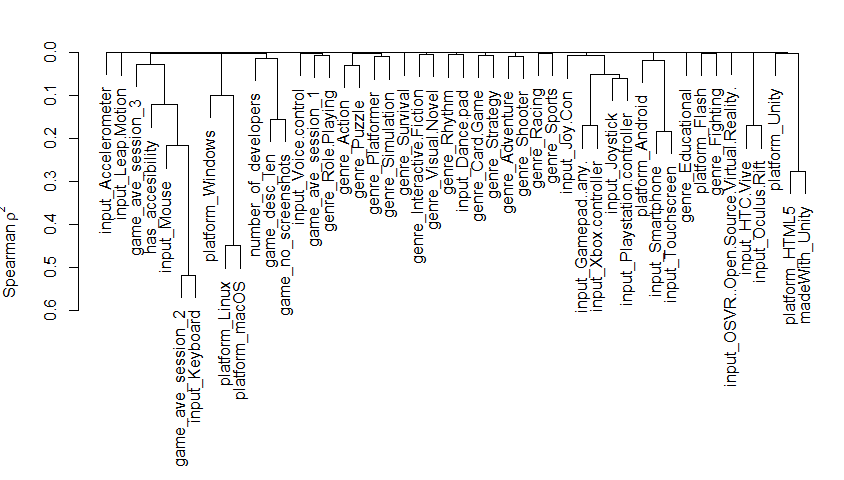 Spearman ρ2
0.0
0.1
0.2
0.3
0.4
0.5
0.6
input_Accelerometer
input_Leap.Motion
game_ave_session_3
has_accesibility
input_Mouse
game_ave_session_2
input_Keyboard
platform_Windows
platform_Linux
platform_macOS
number_of_developers
game_desc_Ten
game_no_screenshots
input_Voice.control
game_ave_session_1
genre_Role.Playing
genre_Action
genre_Puzzle
genre_Platformer
genre_Simulation
genre_Survival
genre_Interactive.Fiction
genre_Visual.Novel
genre_Rhythm
input_Dance.pad
genre_Card.Game
genre_Strategy
genre_Adventure
genre_Shooter
genre_Racing
genre_Sports
input_Joy.Con
input_Gamepad..any.
input_Xbox.controller
input_Joystick
input_Playstation.controller
platform_Android
input_Smartphone
input_Touchscreen
genre_Educational
platform_Flash
genre_Fighting
input_OSVR..Open.Source.Virtual.Reality.
input_HTC.Vive
input_Oculus.Rift
platform_Unity
platform_HTML5
madeWith_Unity